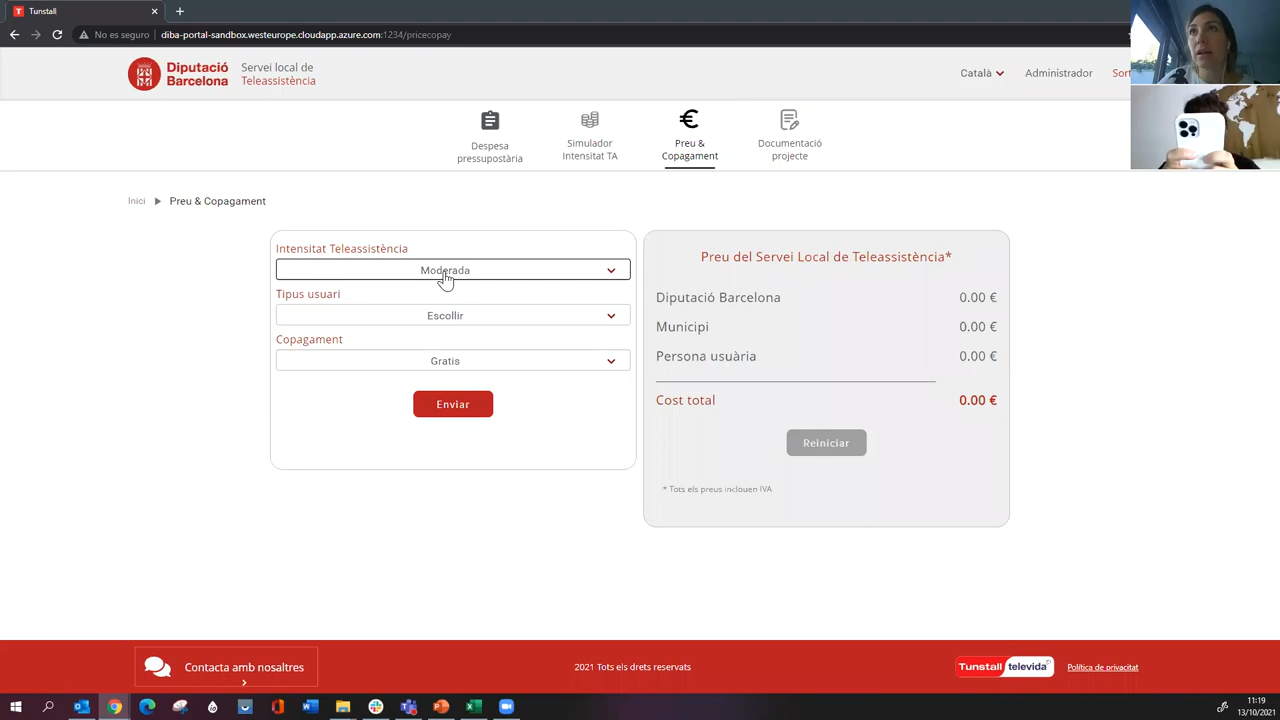 Tunstall
No es seguro
diba-portal-sandbox.westeurope.cloudapp.azure.com:1234/pricecopay
Diputació
Barcelona
Servei local de
Teleassistència
Català
Administrador
Sort
Despesa
pressupostària
Simulador
Intensitat TA
Preu &
Copagament
Documentació
projecte
Inici
Preu & Copagament
Intensitat Teleassistència
Moderada
Tipus usuari
Escollir
Copagament
Gratis
Enviar
Preu del Servei Local de Teleassistència*
Diputació Barcelona 0.00 €
Municipi 0.00 €
Persona usuària 0.00 €
Cost total 0.00 €
Reiniciar
* Tots els preus inclouen IVA
Contacta amb nosaltres
2021 Tots els drets reservats
Tunstall televida
Política de privacitat
11:19
13/10/2021